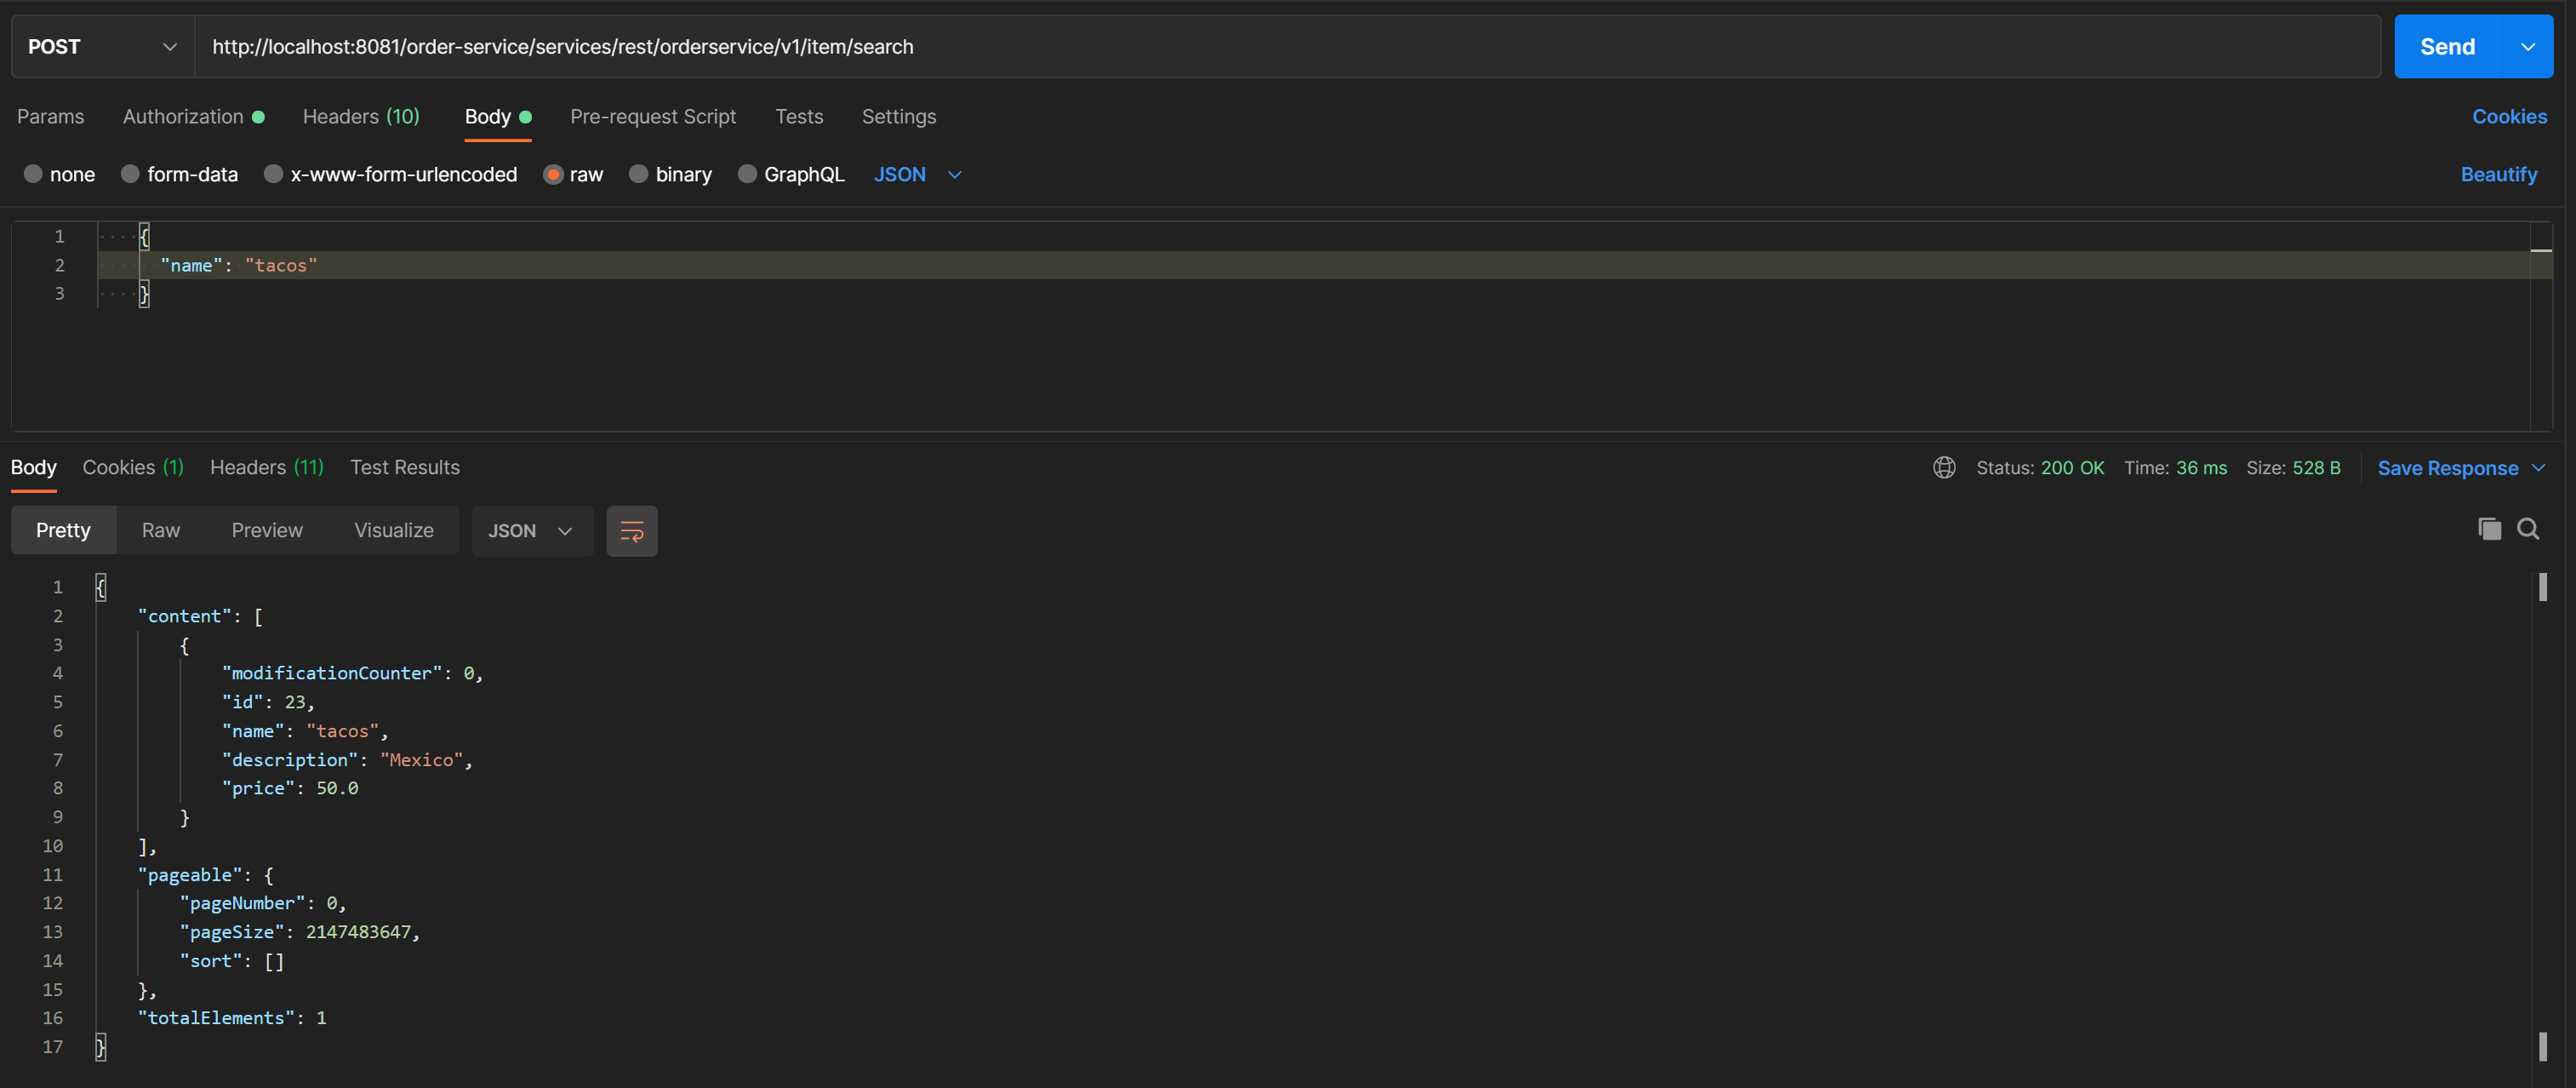 POST http://localhost:8081/order-service/services/rest/orderservice/v1/item/search Send
Params Authorization Headers (10) Body Pre-request Script Tests Settings Cookies
none form-data x-www-form-urlencoded raw binary GraphQL JSON Beautify
1 {
2 "name": "tacos"
3 }
Body Cookies (1) Headers (11) Test Results Status: 200 OK Time: 36 ms Size: 528 B Save Response
Pretty Raw Preview Visualize JSON
1 {
2 "content": [
3 {
4 "modificationCounter": 0,
5 "id": 23,
6 "name": "tacos",
7 "description": "Mexico",
8 "price": 50.0
9 }
10 ],
11 "pageable": {
12 "pageNumber": 0,
13 "pageSize": 2147483647,
14 "sort": []
15 },
16 "totalElements": 1
17 }